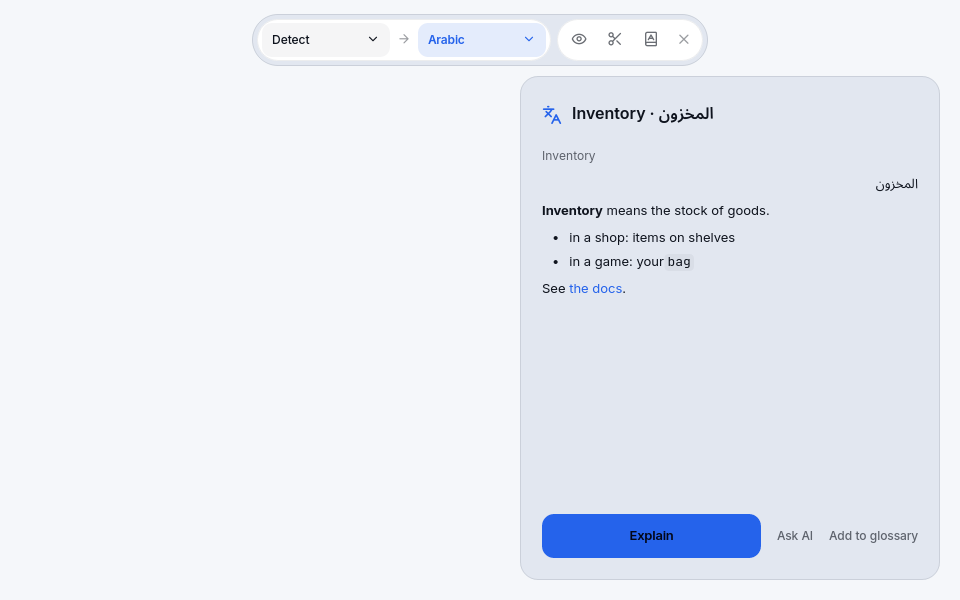 Detect → Arabic
Inventory · المخزون
Inventory
المخزون
Inventory means the stock of goods.
• in a shop: items on shelves
• in a game: your bag
See the docs.
Explain Ask AI Add to glossary